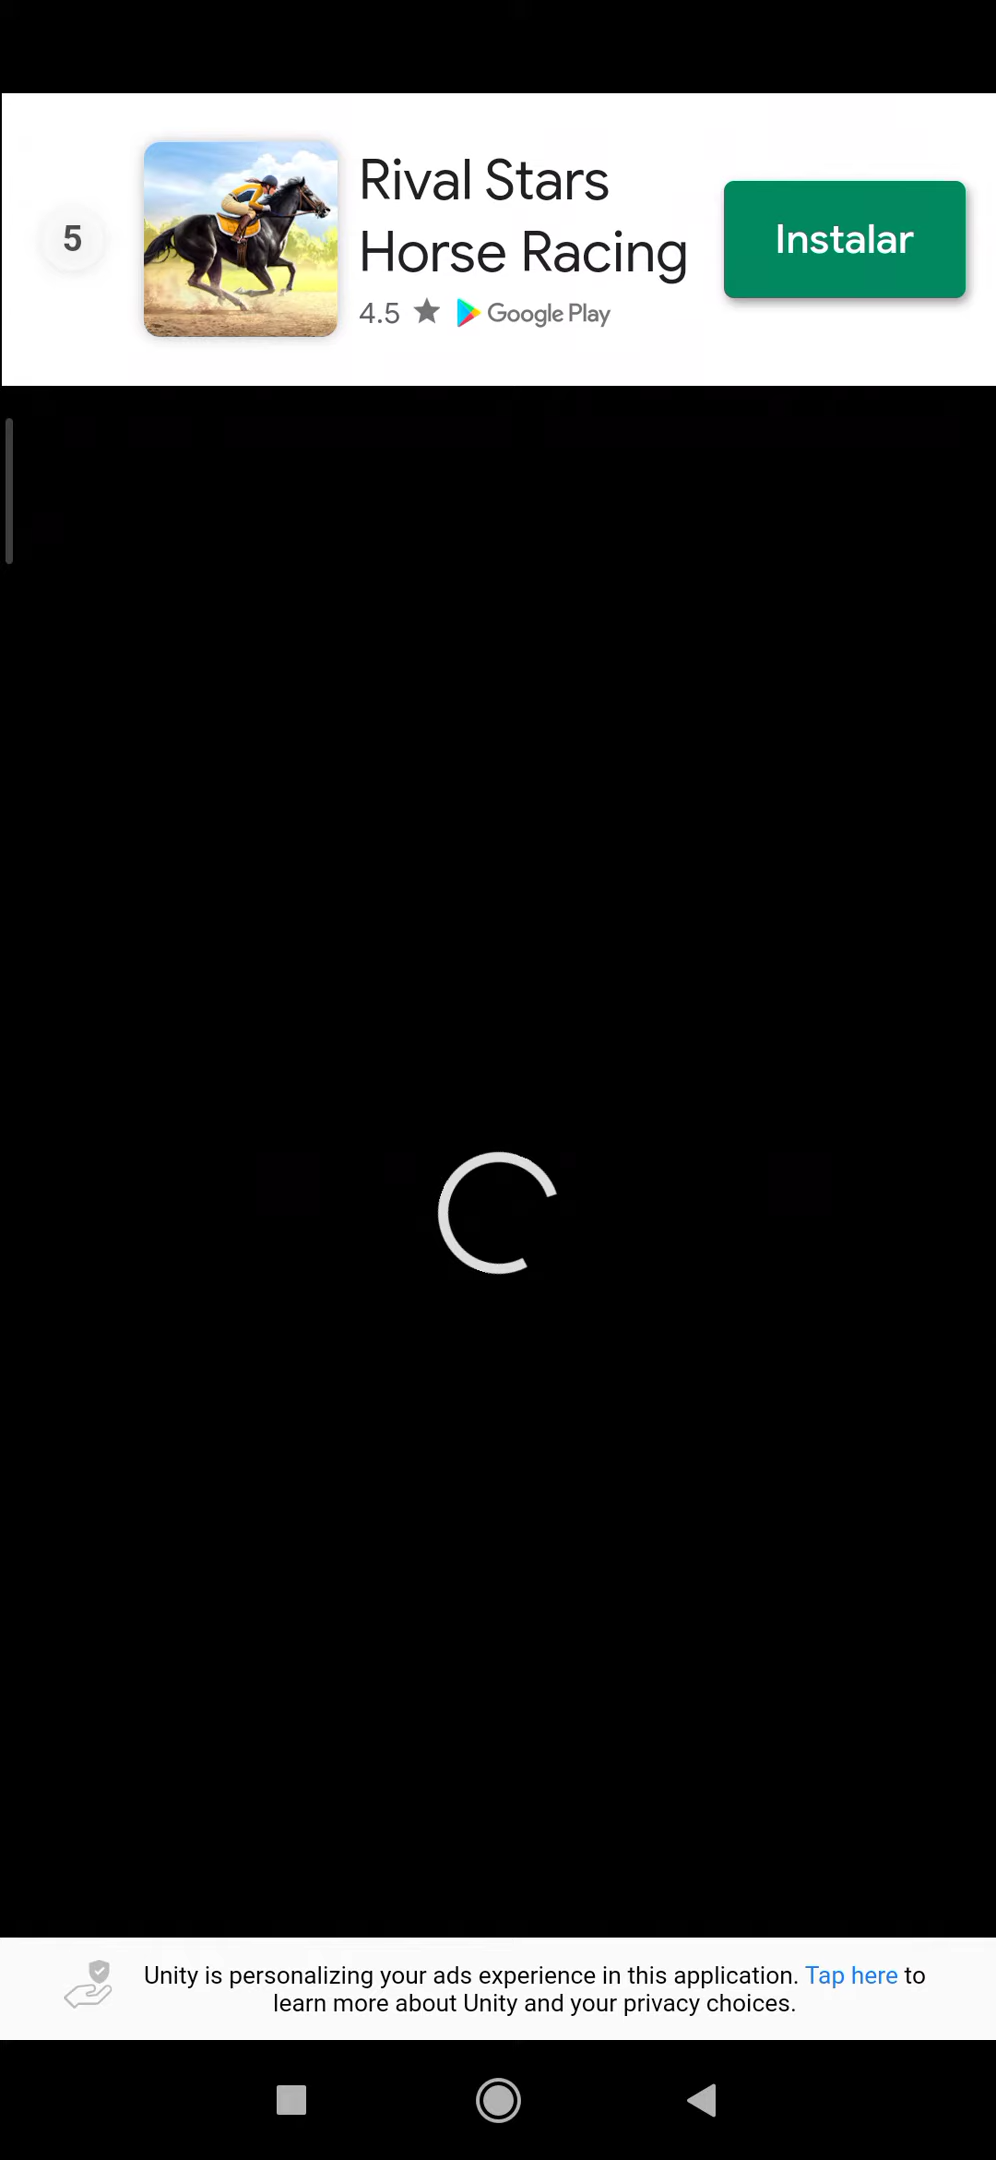 5
Rival Stars
Horse Racing
4.5 ★ Google Play
Instalar
Unity is personalizing your ads experience in this application. Tap here to
learn more about Unity and your privacy choices.